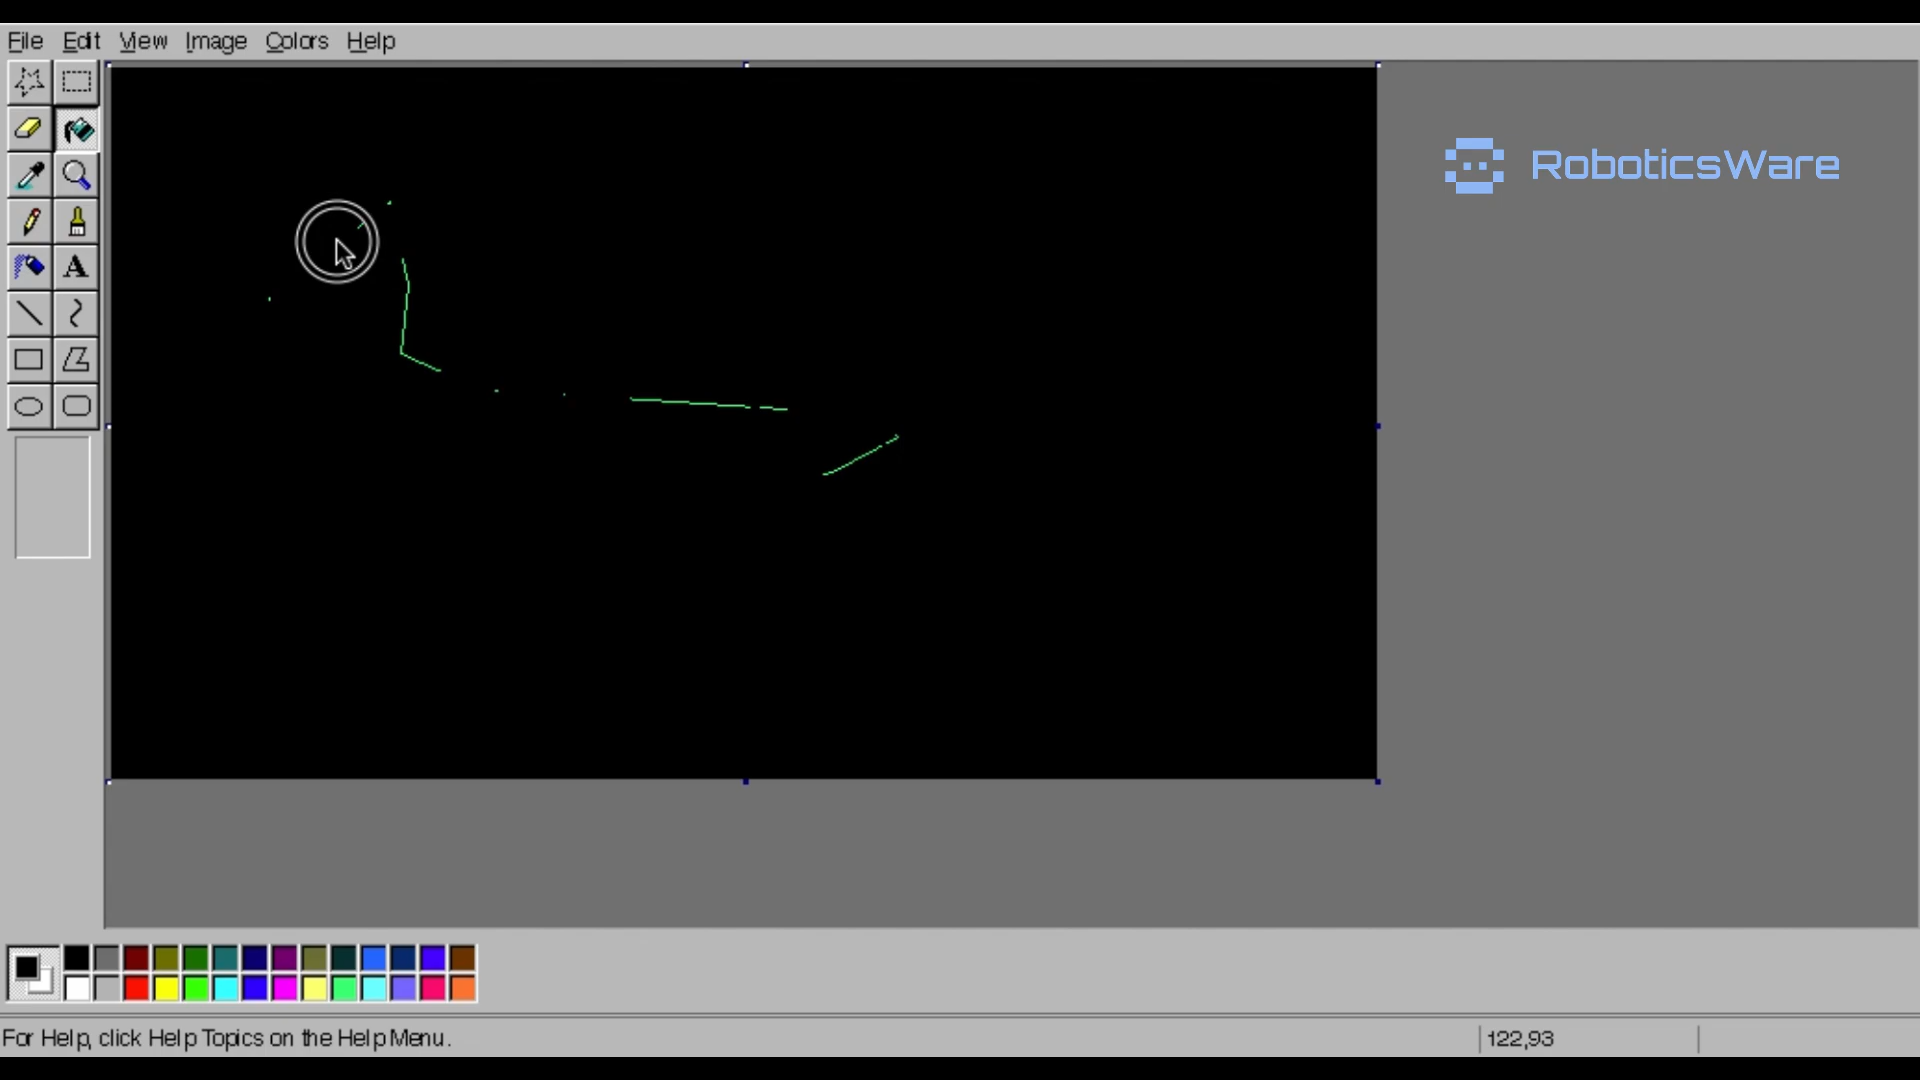 File Edit View Image Colors Help
RoboticsWare
A
For Help, click Help Topics on the Help Menu.
122,93